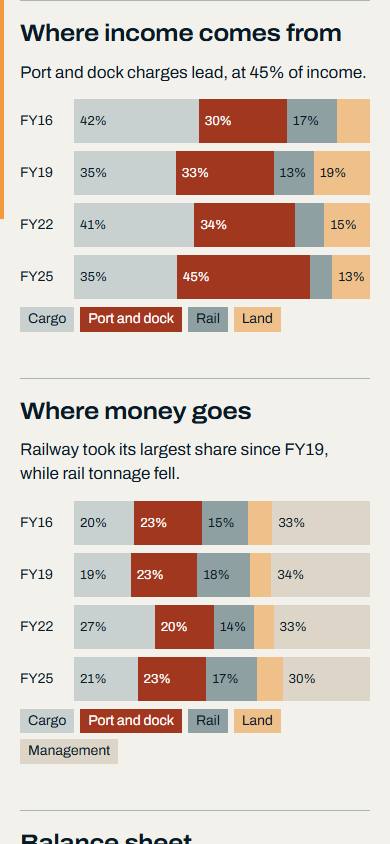 Where income comes from
Port and dock charges lead, at 45% of income.
FY16 42% 30% 17%
FY19 35% 33% 13% 19%
FY22 41% 34% 15%
FY25 35% 45% 13%
Cargo Port and dock Rail Land
Where money goes
Railway took its largest share since FY19,
while rail tonnage fell.
FY16 20% 23% 15% 33%
FY19 19% 23% 18% 34%
FY22 27% 20% 14% 33%
FY25 21% 23% 17% 30%
Cargo Port and dock Rail Land
Management
Balance sheet